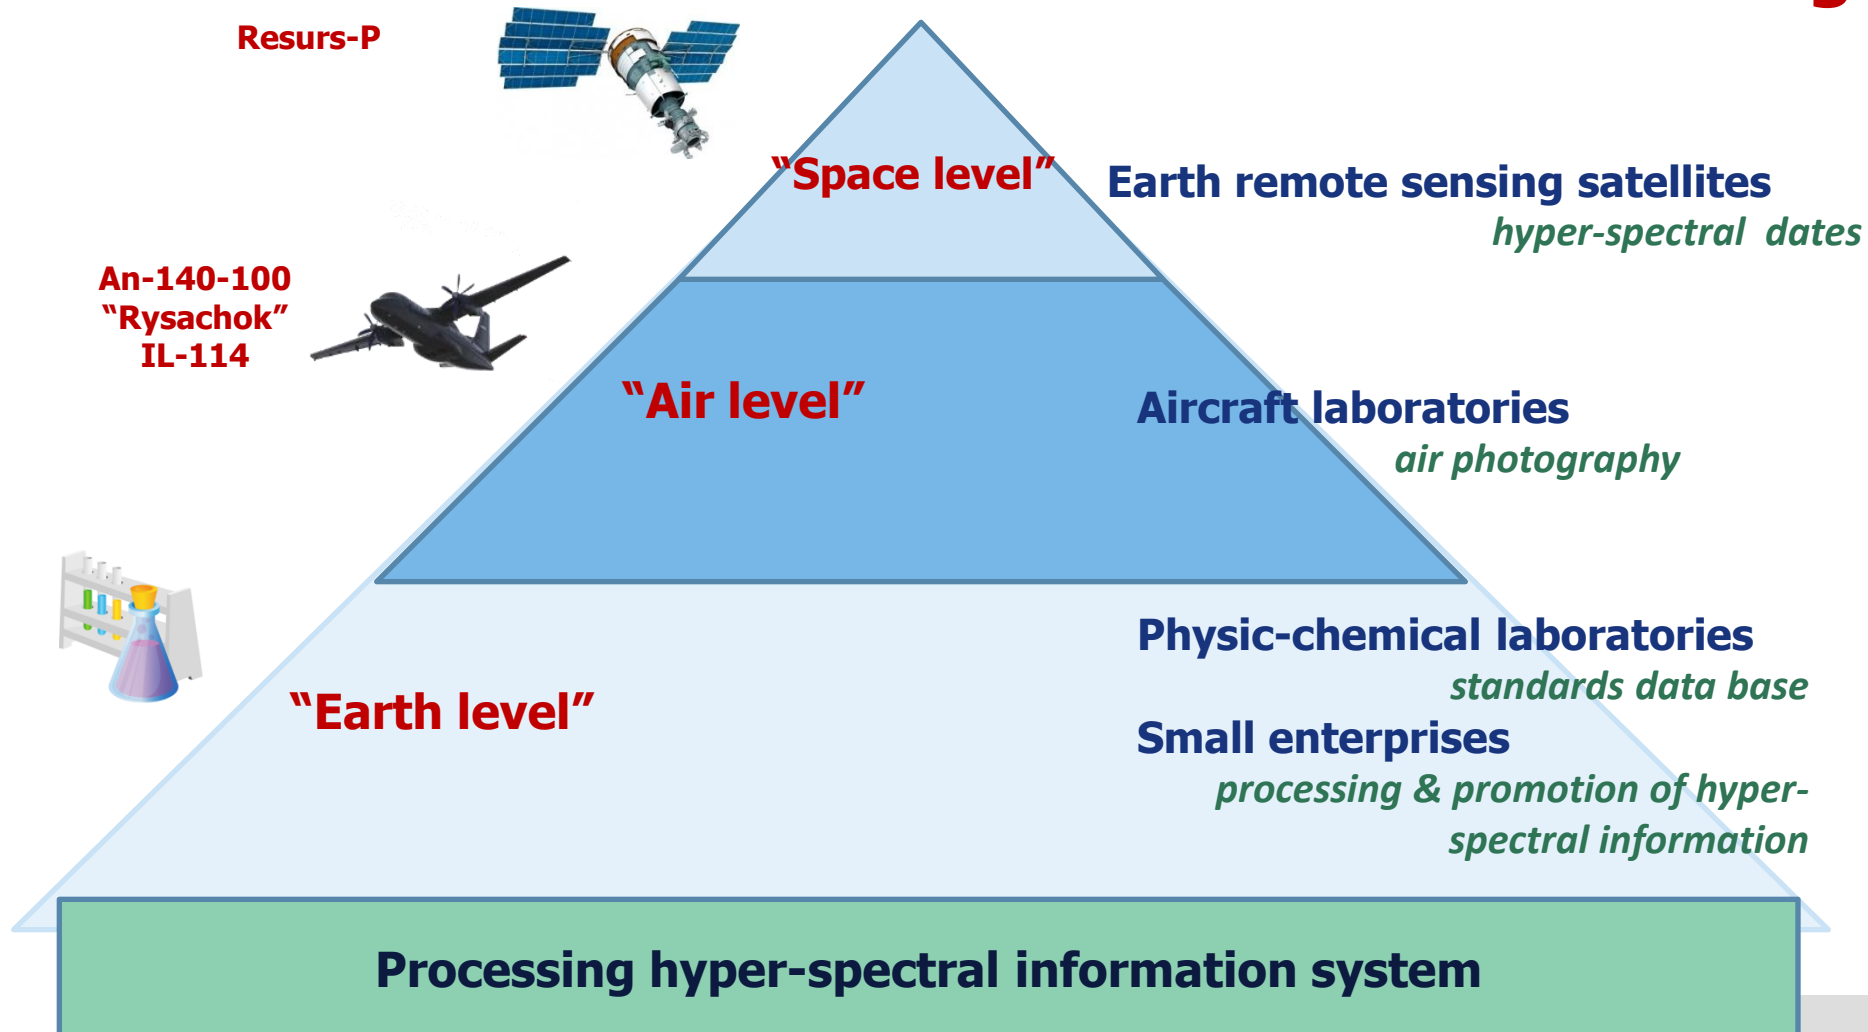 Resurs-P
“Space level”
Earth remote sensing satellites
hyper-spectral dates
An-140-100
“Rysachok”
IL-114
“Air level”
Aircraft laboratories
air photography
Physic-chemical laboratories
standards data base
“Earth level”
Small enterprises
processing & promotion of hyper-
spectral information
Processing hyper-spectral information system